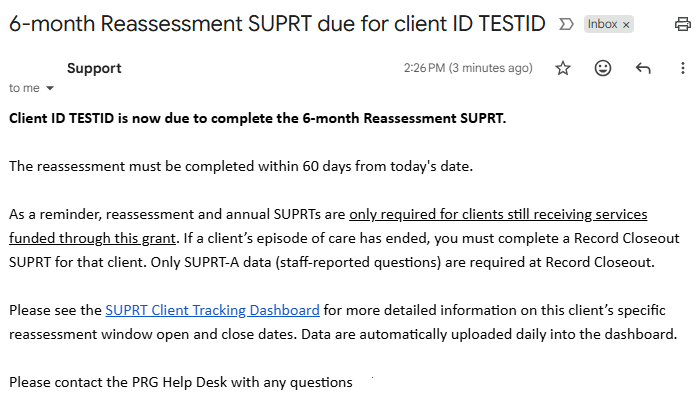 6-month Reassessment SUPRT due for client ID TESTID Inbox ×
Support 2:26 PM (3 minutes ago)
to me
Client ID TESTID is now due to complete the 6-month Reassessment SUPRT.
The reassessment must be completed within 60 days from today's date.
As a reminder, reassessment and annual SUPRTs are only required for clients still receiving services
funded through this grant. If a client’s episode of care has ended, you must complete a Record Closeout
SUPRT for that client. Only SUPRT-A data (staff-reported questions) are required at Record Closeout.
Please see the SUPRT Client Tracking Dashboard for more detailed information on this client’s specific
reassessment window open and close dates. Data are automatically uploaded daily into the dashboard.
Please contact the PRG Help Desk with any questions